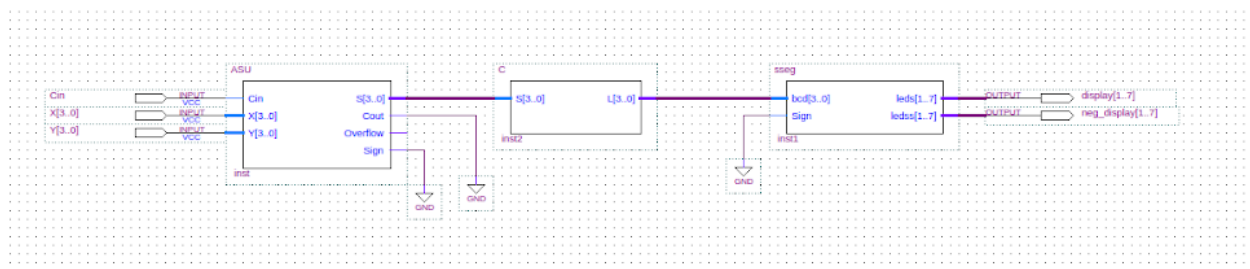 ASU
C
sseg
Cin
INPUT
VCC
Cin
S[3..0]
S[3..0]
L[3..0]
bcd[3..0]
leds[1..7]
OUTPUT
display[1..7]
X[3..0]
INPUT
VCC
X[3..0]
Cout
Sign
ledss[1..7]
OUTPUT
neg_display[1..7]
Y[3..0]
INPUT
VCC
Y[3..0]
Overflow
Sign
inst2
inst1
inst
GND
GND
GND